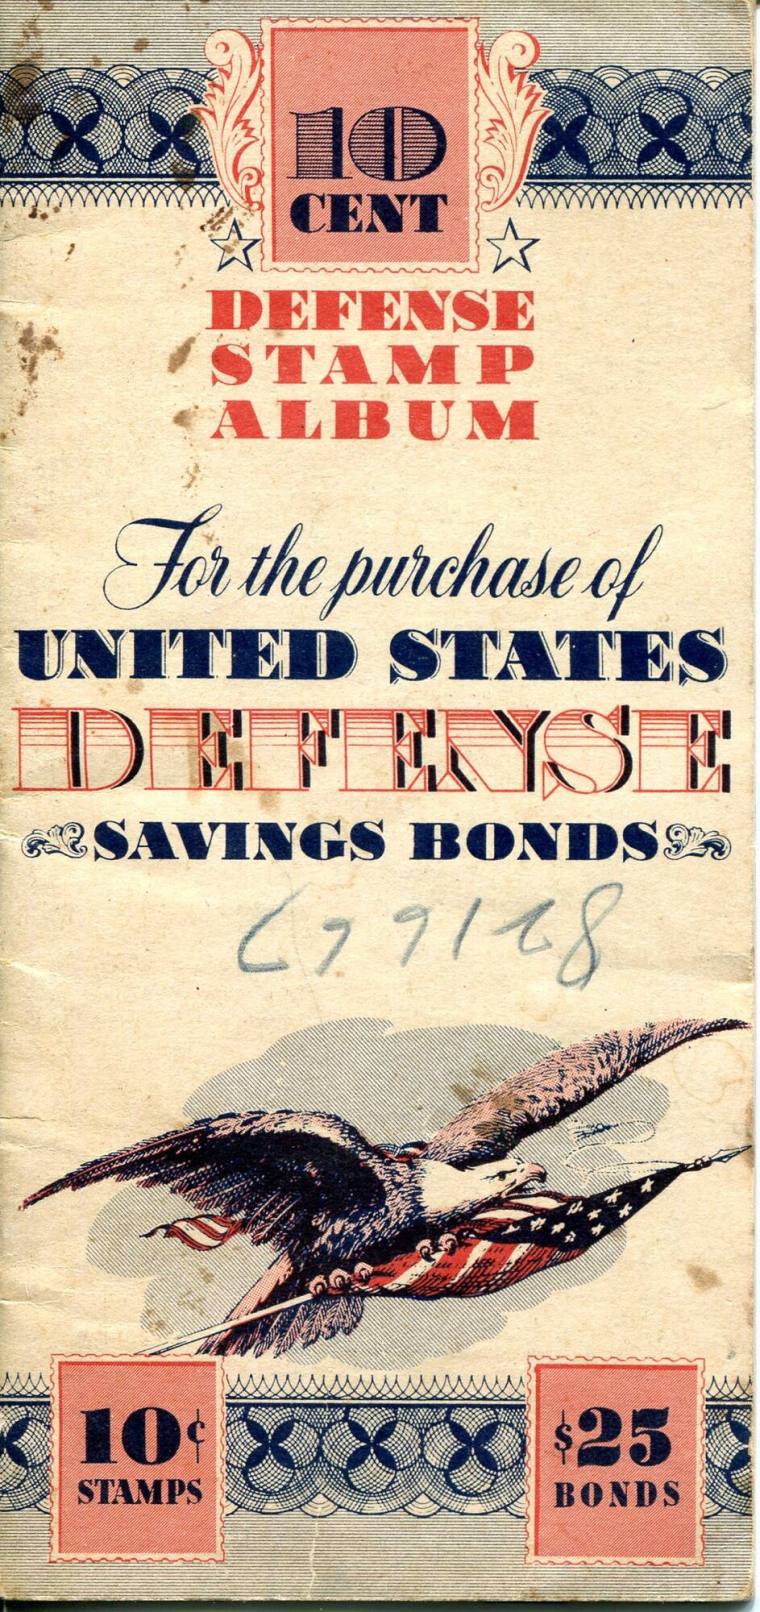 10
CENT
DEFENSE
STAMP
ALBUM
For the purchase of
UNITED STATES
DEFENSE
SAVINGS BONDS
10¢
STAMPS
$25
BONDS